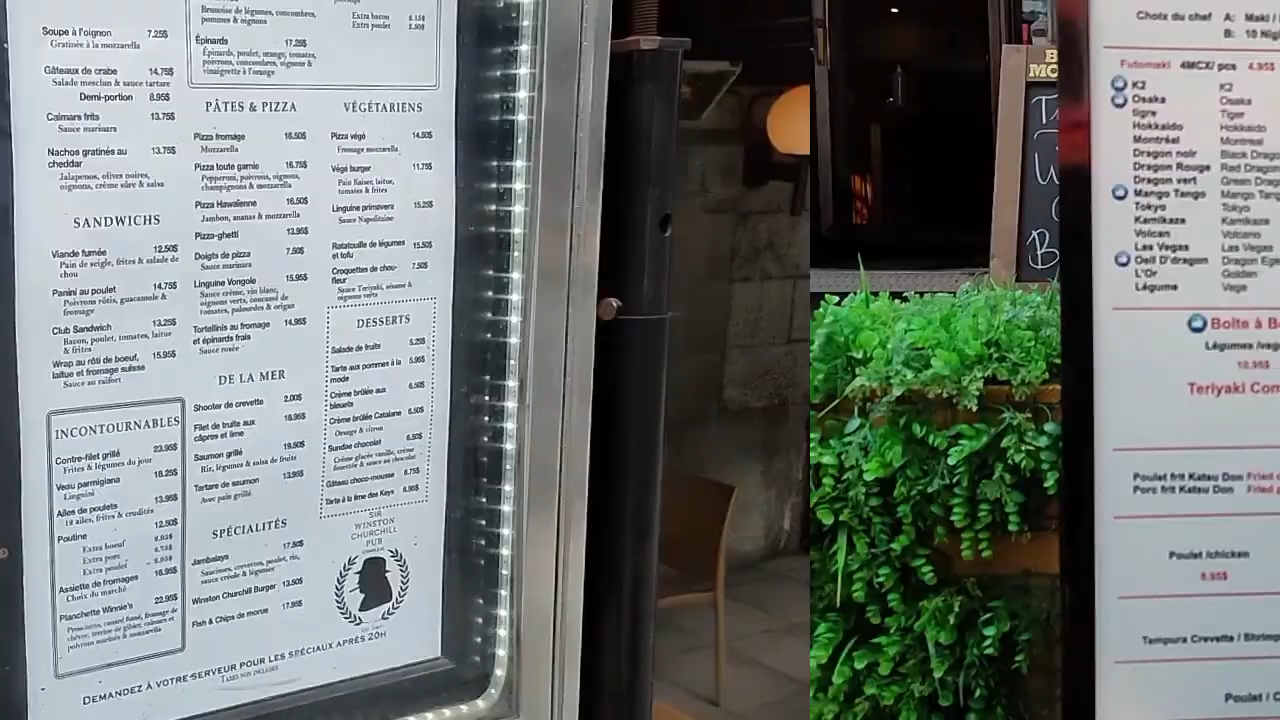 Soupe à l'oignon 7.25$
Gratinée à la mozzarella
Gâteaux de crabe 14.75$
Salade mesclun & sauce tartare
Demi-portion 8.95$
Calmars frits 13.75$
Sauce marinara
Nachos gratinés au 13.75$
cheddar
Jalapenos, olives noires,
oignons, crème sûre & salsa
SANDWICHS
Viande fumée 12.50$
Pain de seigle, frites & salade de
chou
Panini au poulet 14.75$
Poivrons rôtis, guacamole &
fromage
Club Sandwich 13.25$
Bacon, poulet, tomates, laitue
& frites
Wrap au rôti de boeuf, 15.95$
laitue et fromage suisse
Sauce au raifort
INCONTOURNABLES
Contre-filet grillé 23.95$
Frites & légumes du jour
Veau parmigiana 18.25$
Linguini
Ailes de poulets 13.95$
12 ailes, frites & crudités
Poutine 12.50$
Extra boeuf
Extra porc
Extra poulet
Assiette de fromages 16.95$
Choix du marché
Planchette Winnie's 22.95$
Prosciutto, canard fumé, fromage de
chèvre, terrine de gibier, calmars et
poivrons marinés & mozzarella
Brunoise de légumes, concombres,
pommes & oignons
Épinards 17.25$
Épinards, poulet, orange, tomates,
poivrons, concombres, oignons &
vinaigrette à l'orange
Extra bacon
Extra poulet
PÂTES & PIZZA
Pizza fromage 16.50$
Mozzarella
Pizza toute garnie 16.75$
Pepperoni, poivrons, oignons,
champignons & mozzarella
Pizza Hawaïenne 16.50$
Jambon, ananas & mozzarella
Pizza-ghetti 13.95$
Doigts de pizza 7.50$
Sauce marinara
Linguine Vongole 15.95$
Sauce crème, vin blanc,
oignons verts, concassé de
tomates, palourdes & origan
Tortellinis au fromage 14.95$
et épinards frais
Sauce rosée
DE LA MER
Shooter de crevette 2.00$
Filet de truite aux 18.95$
câpres et lime
Saumon grillé 19.50$
Riz, légumes & salsa de fruits
Tartare de saumon 13.95$
Avec pain grillé
SPÉCIALITÉS
Jambalaya 17.50$
Saucisses, crevettes, poulet, riz,
sauce créole & légumes
Winston Churchill Burger 13.50$
Fish & Chips de morue 17.95$
VÉGÉTARIENS
Pizza végé 14.50$
Fromage mozzarella
Végé burger 11.75$
Pain Kaiser, laitue,
tomates & frites
Linguine primavera 15.25$
Sauce Napolitaine
Ratatouille de légumes 15.50$
et tofu
Croquettes de chou- 7.50$
fleur
Sauce Teriyaki, sésame &
oignons verts
DESSERTS
Salade de fruits 5.25$
Tarte aux pommes à la 5.95$
mode
Crème brûlée aux 6.50$
bleuets
Crème brûlée Catalane 6.50$
Orange & citron
Sundae chocolat 6.50$
Crème glacée vanille, crème
fouettée & sauce au chocolat
Gâteau choco-mousse 6.75$
Tarte à la lime des Keys 6.95$
SIR
WINSTON
CHURCHILL
PUB
DEMANDEZ À VOTRE SERVEUR POUR LES SPÉCIAUX APRÈS 20H
TAXES NON INCLUSES
Choix du chef A: Maki /
B: 10 Nigi
Futomaki 4MCX/ pcs 4.95$
K2 K2
Osaka Osaka
tigre Tiger
Hokkaido Hokkaido
Montréal Montreal
Dragon noir Black Drag
Dragon Rouge Red Drago
Dragon vert Green Drag
Mango Tango Mango Tang
Tokyo Tokyo
Kamikaza Kamikaza
Volcan Volcano
Las Vegas Las Vegas
Oeil D'dragon Dragon Eye
L'Or Golden
Légume Vege
Boite à B
Légumes /veg
10.95$
Teriyaki Com
Poulet frit Katsu Don Fried
Porc frit Katsu Don Fried
Poulet /chicken
8.95$
Tempura Crevette / Shrimp
Poulet / C